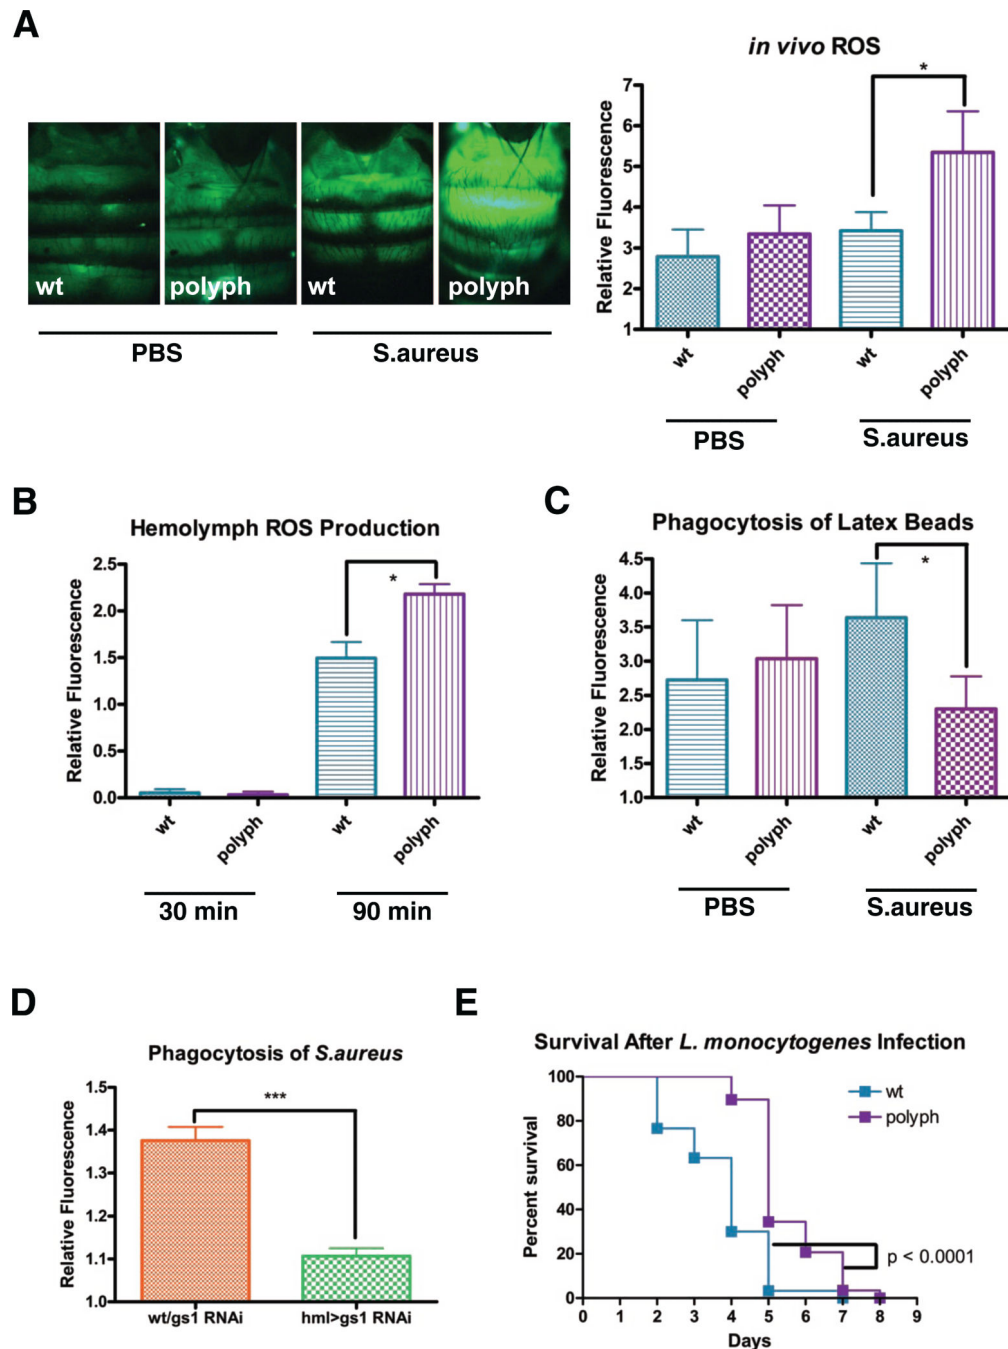 A
in vivo ROS
wt
polyph
wt
polyph
PBS
S.aureus
Relative Fluorescence
7
6
5
4
3
2
1
*
wt
polyph
wt
polyph
PBS
S.aureus
B
Hemolymph ROS Production
Relative Fluorescence
2.5
2.0
1.5
1.0
0.5
0.0
*
wt
polyph
wt
polyph
30 min
90 min
C
Phagocytosis of Latex Beads
Relative Fluorescence
4.5
4.0
3.5
3.0
2.5
2.0
1.5
1.0
*
wt
polyph
wt
polyph
PBS
S.aureus
D
Phagocytosis of S.aureus
Relative Fluorescence
1.5
1.4
1.3
1.2
1.1
1.0
***
wt/gs1 RNAi
hml>gs1 RNAi
E
Survival After L. monocytogenes Infection
Percent survival
100
80
60
40
20
0
wt
polyph
p < 0.0001
0 1 2 3 4 5 6 7 8 9
Days